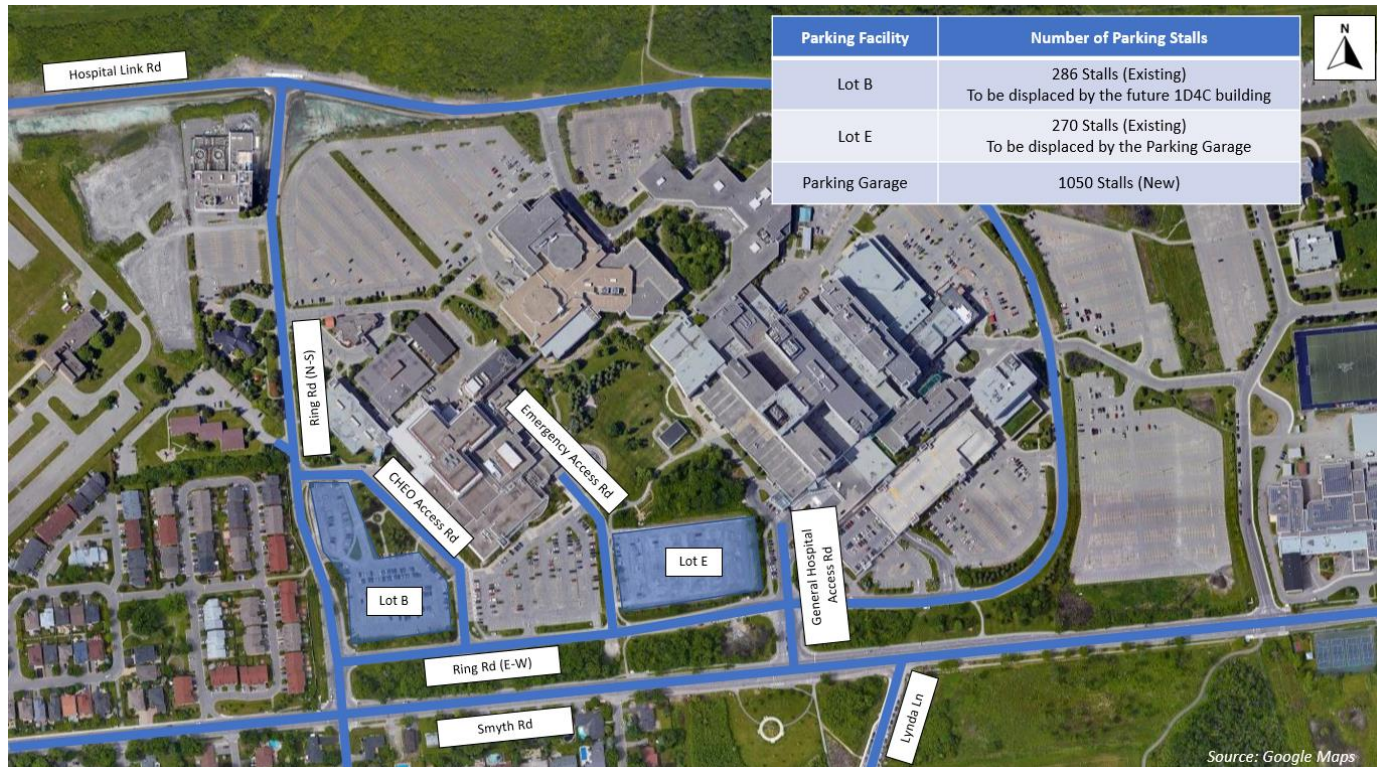 Parking Facility
Number of Parking Stalls
Lot B
286 Stalls (Existing)
To be displaced by the future 1D4C building
Lot E
270 Stalls (Existing)
To be displaced by the Parking Garage
Parking Garage
1050 Stalls (New)
N
Hospital Link Rd
Ring Rd (N-S)
CHEO Access Rd
Emergency Access Rd
General Hospital
Access Rd
Lot E
Lot B
Ring Rd (E-W)
Smyth Rd
Lynda Ln
Source: Google Maps